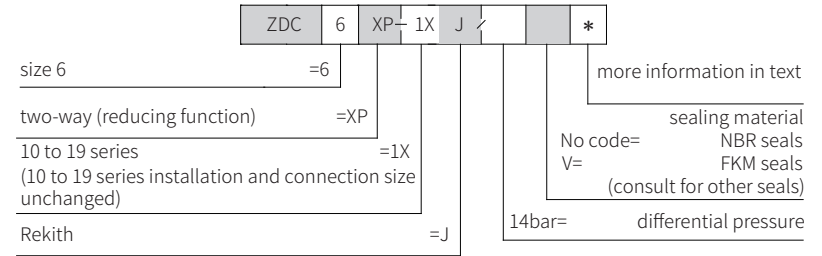 ZDC 6 XP- 1X J / *
size 6 =6
more information in text
two-way (reducing function) =XP
sealing material
No code= NBR seals
10 to 19 series =1X
V= FKM seals
(10 to 19 series installation and connection size
unchanged)
(consult for other seals)
14bar= differential pressure
Rekith =J